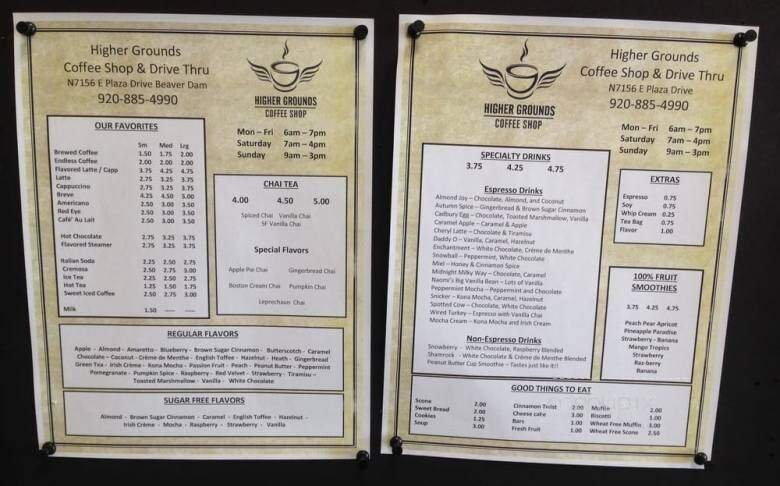 Higher Grounds
Coffee Shop & Drive Thru
N7156 E Plaza Drive Beaver Dam
920-885-4990
HIGHER GROUNDS
COFFEE SHOP
Mon – Fri 6am – 7pm
Saturday 7am – 4pm
Sunday 9am – 3pm
OUR FAVORITES
Sm Med Lrg
Brewed Coffee 1.50 1.75 2.00
Endless Coffee 2.00 2.00 2.00
Flavored Latte / Capp 3.75 4.25 4.75
Latte 2.75 3.25 3.75
Cappuccino 2.75 3.25 3.75
Breve 4.25 4.50 5.00
Americano 2.50 3.00 3.50
Red Eye 2.50 3.00 3.50
Café' Au Lait 2.50 3.00 3.50
Hot Chocolate 2.75 3.25 3.75
Flavored Steamer 2.75 3.25 3.75
Italian Soda 2.25 2.50 2.75
Cremosa 2.50 2.75 3.00
Ice Tea 2.25 2.50 2.75
Hot Tea 1.25 1.50 1.75
Sweet Iced Coffee 2.50 2.75 3.00
Milk 1.50 ---- ----
CHAI TEA
4.00 4.50 5.00
Spiced Chai Vanilla Chai
SF Vanilla Chai
Special Flavors
Apple Pie Chai Gingerbread Chai
Boston Cream Chai Pumpkin Chai
Leprechaun Chai
REGULAR FLAVORS
Apple - Almond - Amaretto - Blueberry - Brown Sugar Cinnamon - Butterscotch - Caramel
Chocolate – Coconut - Crème de Menthe - English Toffee - Hazelnut - Heath - Gingerbread
Green Tea - Irish Crème - Kona Mocha - Passion Fruit - Peach - Peanut Butter - Peppermint
Pomegranate - Pumpkin Spice - Raspberry - Red Velvet - Strawberry - Tiramisu –
Toasted Marshmallow - Vanilla - White Chocolate
SUGAR FREE FLAVORS
Almond - Brown Sugar Cinnamon - Caramel - English Toffee - Hazelnut -
Irish Crème - Mocha - Raspberry - Strawberry - Vanilla
HIGHER GROUNDS
COFFEE SHOP
Higher Grounds
Coffee Shop & Drive Thru
N7156 E Plaza Drive
920-885-4990
Mon – Fri 6am – 7pm
Saturday 7am – 4pm
Sunday 9am – 3pm
SPECIALTY DRINKS
3.75 4.25 4.75
Espresso Drinks
Almond Joy – Chocolate, Almond, and Coconut
Autumn Spice – Gingerbread & Brown Sugar Cinnamon
Cadbury Egg – Chocolate, Toasted Marshmallow, Vanilla
Caramel Apple – Caramel & Apple
Cheryl Latte – Chocolate & Tiramisu
Daddy O – Vanilla, Caramel, Hazelnut
Enchantment – White Chocolate, Crème de Menthe
Snowball – Peppermint, White Chocolate
Miel – Honey & Cinnamon Spice
Midnight Milky Way – Chocolate, Caramel
Naomi's Big Vanilla Bean – Lots of Vanilla
Peppermint Mocha – Peppermint and Chocolate
Snicker – Kona Mocha, Caramel, Hazelnut
Spotted Cow – Chocolate, White Chocolate
Wired Turkey – Espresso with Vanilla Chai
Mocha Cream – Kona Mocha and Irish Cream
Non-Espresso Drinks
Snowberry - White Chocolate, Raspberry Blended
Shamrock - White Chocolate & Crème de Menthe Blended
Peanut Butter Cup Smoothie – Tastes just like it!!
EXTRAS
Espresso 0.75
Soy 0.75
Whip Cream 0.25
Tea Bag 0.75
Flavor 1.00
100% FRUIT
SMOOTHIES
3.75 4.25 4.75
Peach Pear Apricot
Pineapple Paradise
Strawberry - Banana
Mango Tropics
Strawberry
Raz-berry
Banana
GOOD THINGS TO EAT
Scone 2.00 Cinnamon Twist 2.00 Muffin 2.00
Sweet Bread 2.00 Cheese cake 3.00 Biscotti 1.00
Cookies 1.25 Bars 1.00 Wheat Free Muffin 3.00
Soup 3.00 Fresh Fruit 1.00 Wheat Free Scone 2.50